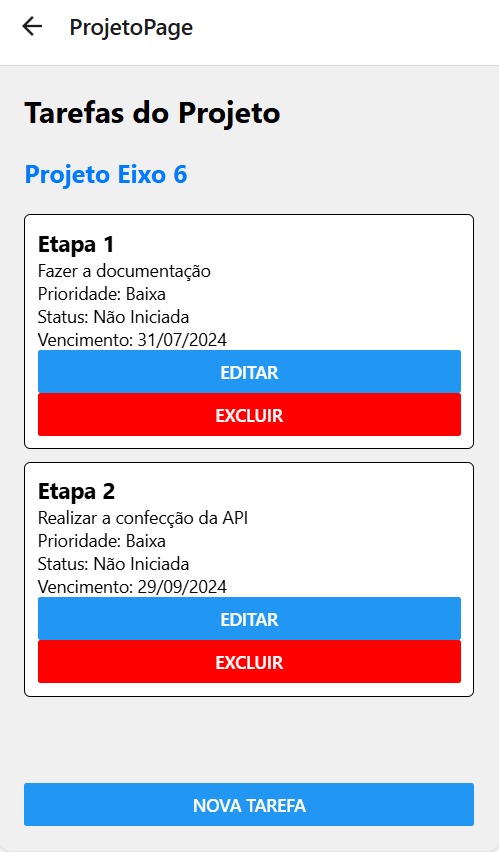 ProjetoPage
Tarefas do Projeto
Projeto Eixo 6
Etapa 1
Fazer a documentação
Prioridade: Baixa
Status: Não Iniciada
Vencimento: 31/07/2024
EDITAR
EXCLUIR
Etapa 2
Realizar a confecção da API
Prioridade: Baixa
Status: Não Iniciada
Vencimento: 29/09/2024
EDITAR
EXCLUIR
NOVA TAREFA